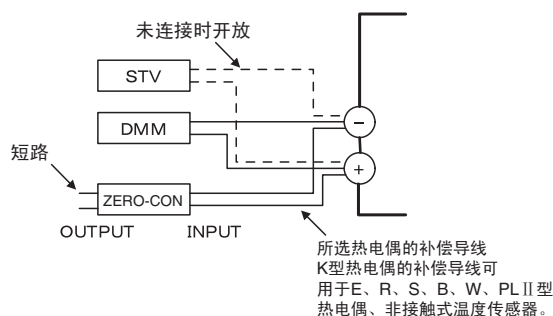 未连接时开放
STV
DMM
短路
ZERO-CON
OUTPUT
INPUT
−
+
所选热电偶的补偿导线
K型热电偶的补偿导线可
用于E、R、S、B、W、PLⅡ型
热电偶、非接触式温度传感器。